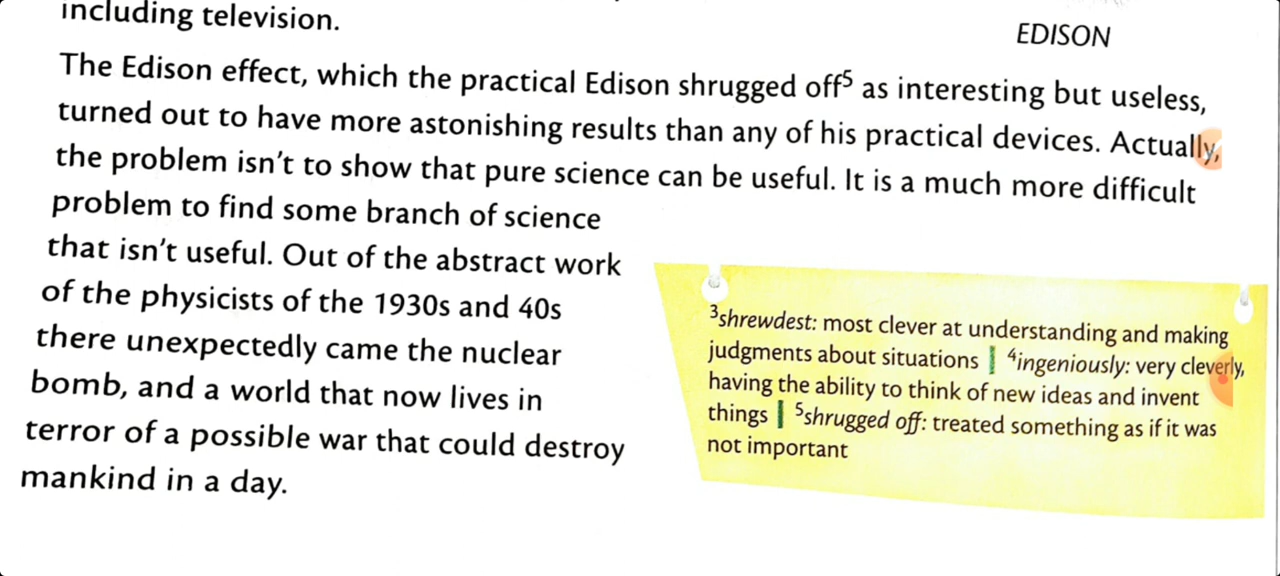 including television.
EDISON
The Edison effect, which the practical Edison shrugged off⁵ as interesting but useless,
turned out to have more astonishing results than any of his practical devices. Actually,
the problem isn't to show that pure science can be useful. It is a much more difficult
problem to find some branch of science
that isn't useful. Out of the abstract work
of the physicists of the 1930s and 40s
there unexpectedly came the nuclear
bomb, and a world that now lives in
terror of a possible war that could destroy
mankind in a day.
³shrewdest: most clever at understanding and making
judgments about situations | ⁴ingeniously: very cleverly,
having the ability to think of new ideas and invent
things | ⁵shrugged off: treated something as if it was
not important